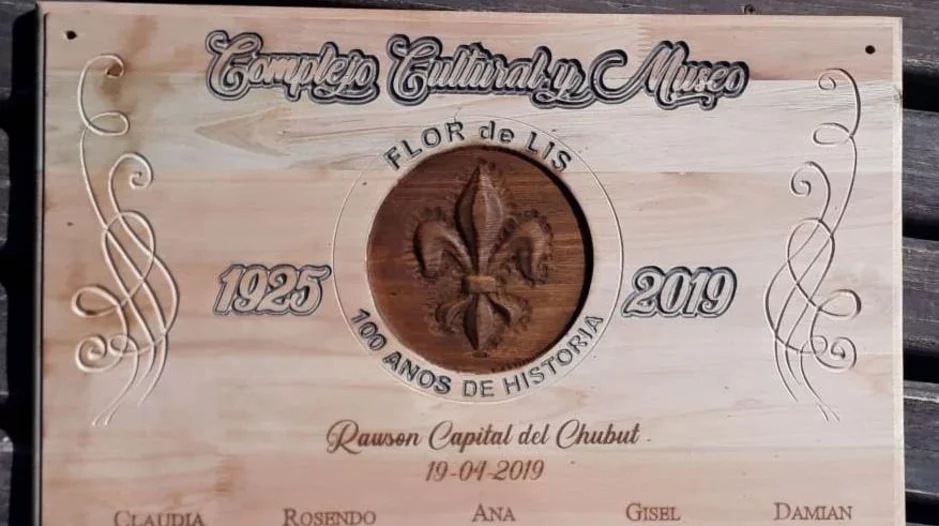 Complejo Cultural y Museo
FLOR de LIS
1925
2019
100 ANOS DE HISTORIA
Rawson Capital del Chubut
19-04-2019
CLAUDIA ROSENDO ANA GISEL DAMIAN